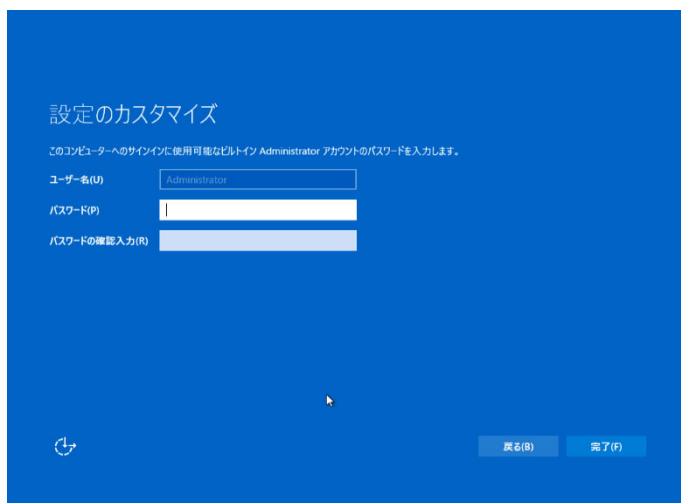 設定のカスタマイズ
このコンピューターへのサインインに使用可能なビルトイン Administrator アカウントのパスワードを入力します。
ユーザー名(U)
Administrator
パスワード(P)
パスワードの確認入力(R)
戻る(B)
完了(F)